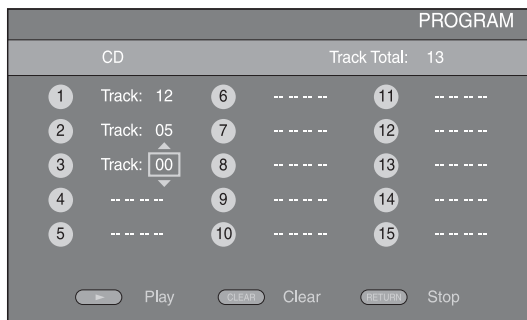 PROGRAM
CD Track Total: 13
1 Track: 12 6 -- -- -- -- 11 -- -- -- --
2 Track: 05 7 -- -- -- -- 12 -- -- -- --
3 Track: 00 8 -- -- -- -- 13 -- -- -- --
4 -- -- -- -- 9 -- -- -- -- 14 -- -- -- --
5 -- -- -- -- 10 -- -- -- -- 15 -- -- -- --
Play CLEAR Clear RETURN Stop